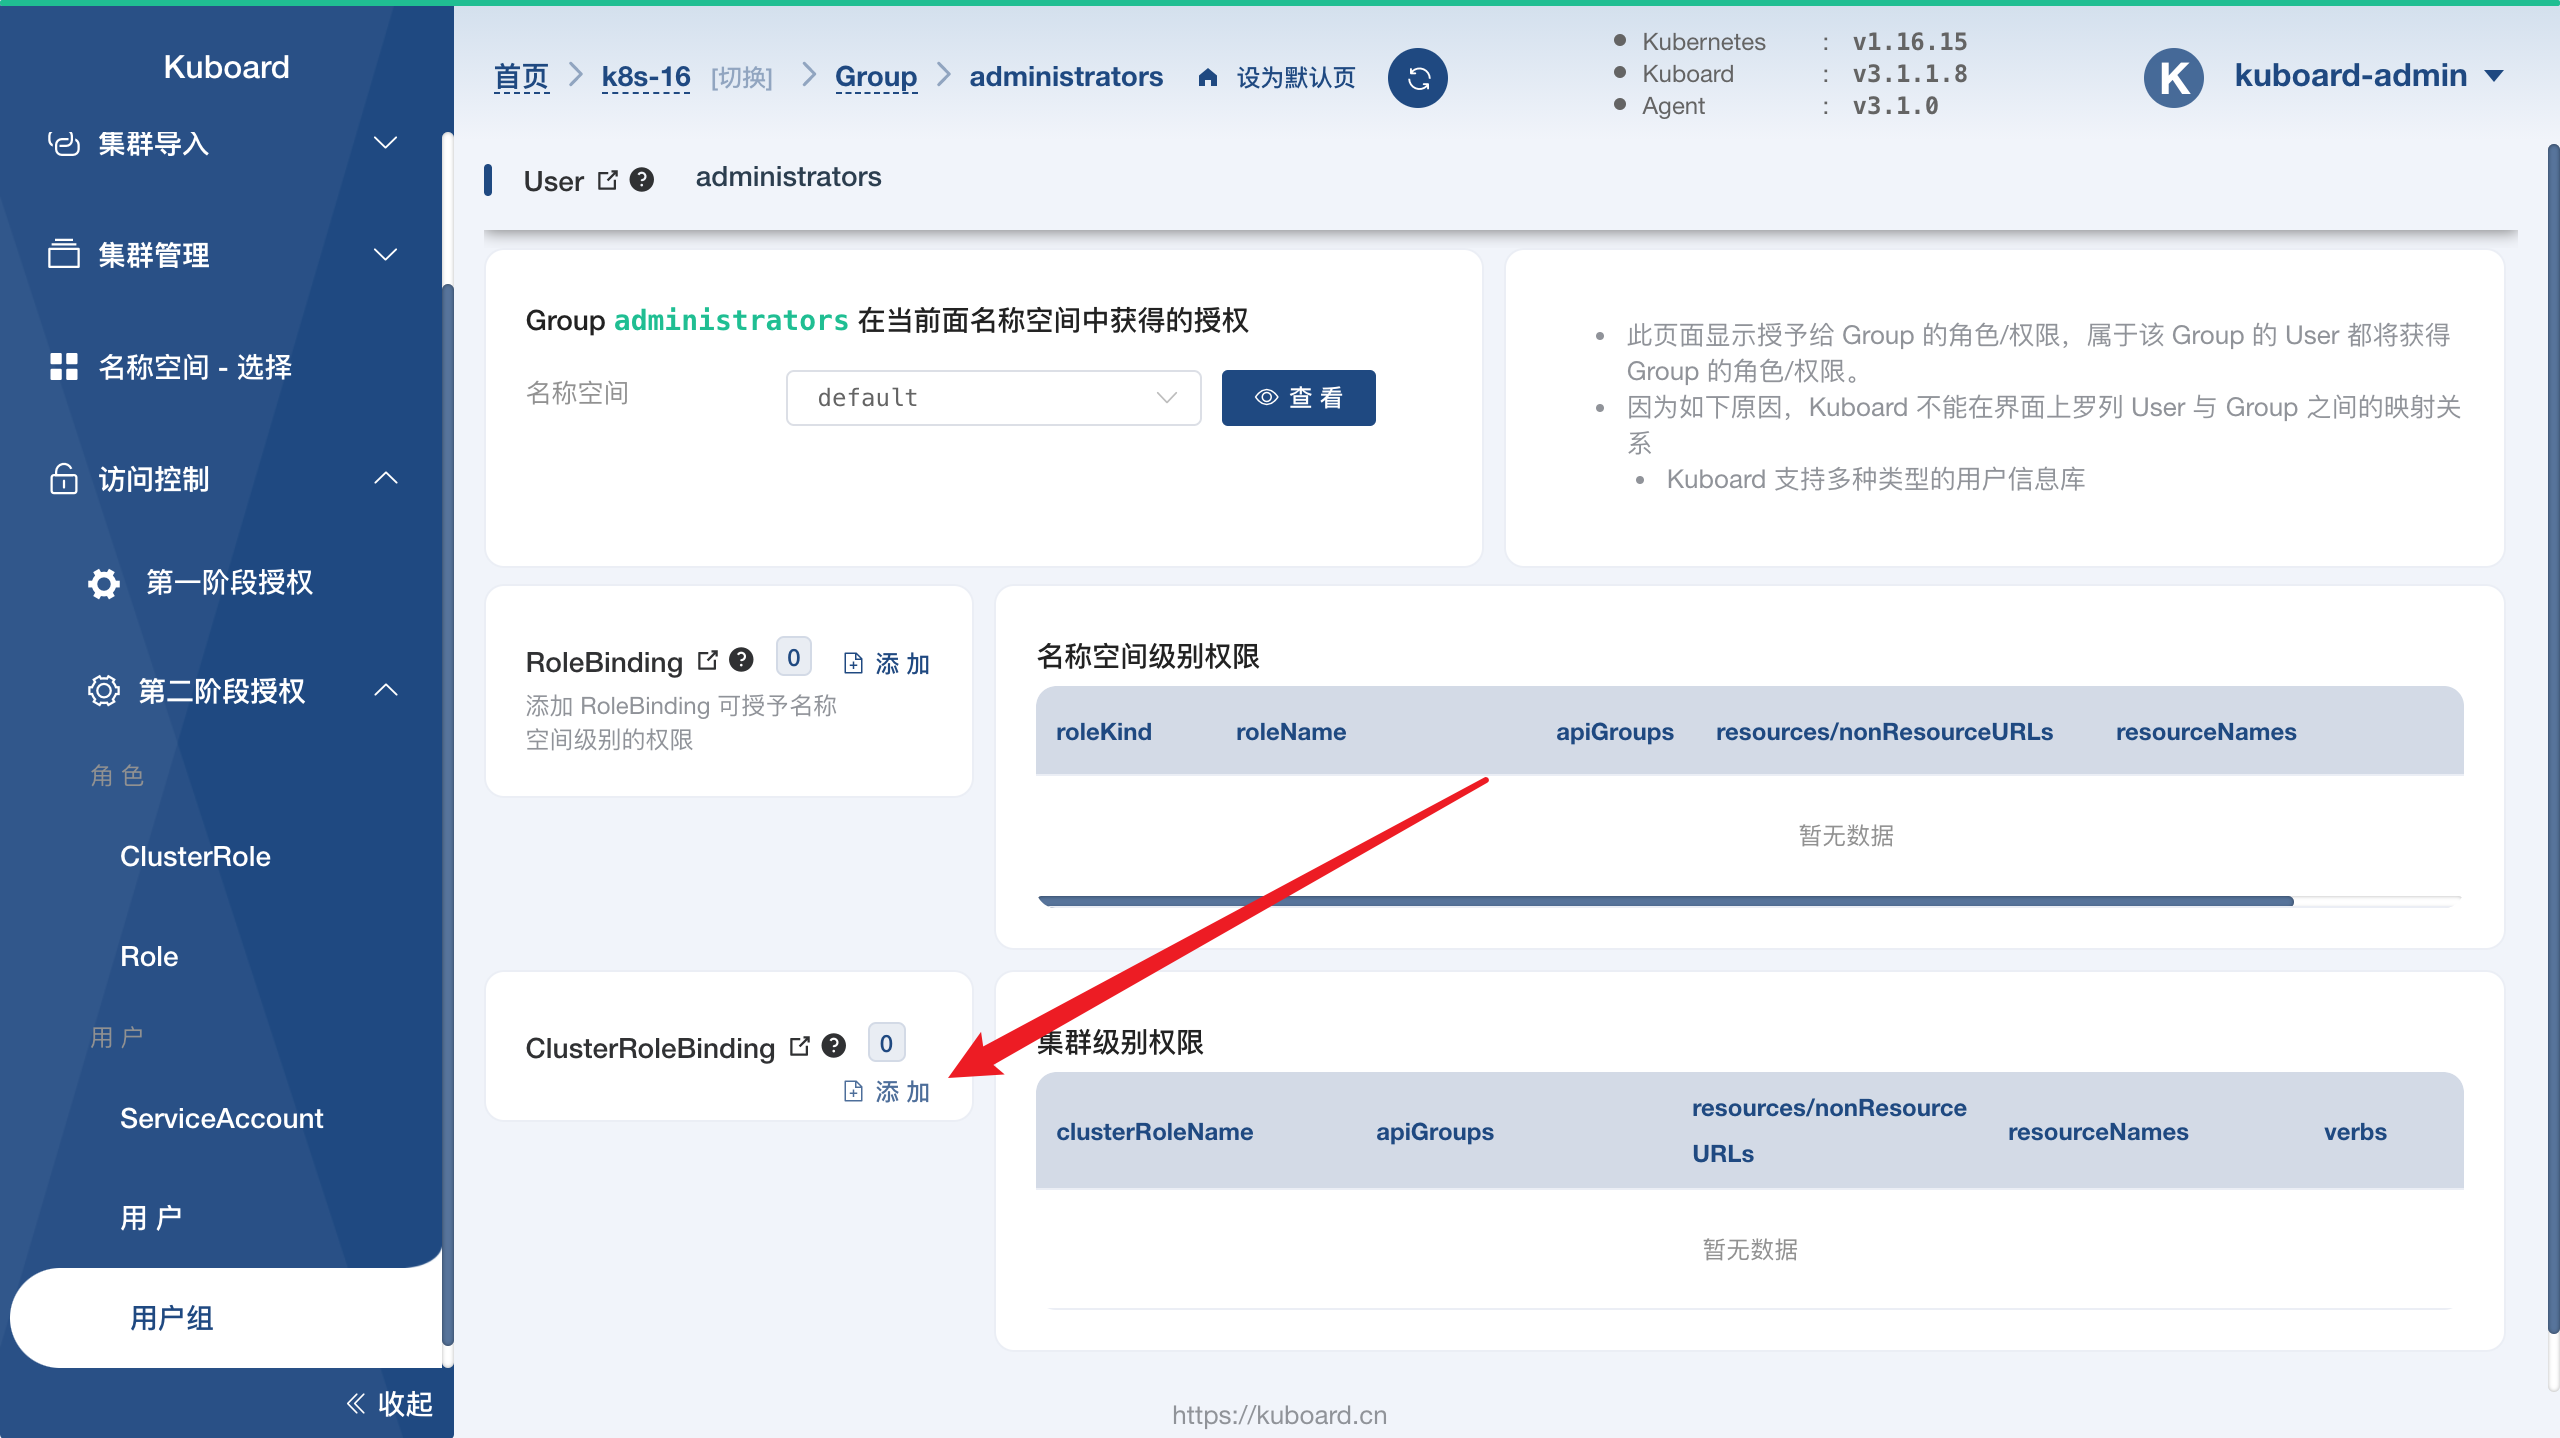 Kuboard
集群导入
集群管理
名称空间 - 选择
访问控制
第一阶段授权
第二阶段授权
角 色
ClusterRole
Role
用 户
ServiceAccount
用 户
用户组
收起
首页 k8s-16 [切换] Group administrators 设为默认页
Kubernetes : v1.16.15
Kuboard : v3.1.1.8
Agent : v3.1.0
K kuboard-admin
User administrators
Group administrators 在当前面名称空间中获得的授权
名称空间 default 查 看
此页面显示授予给 Group 的角色/权限，属于该 Group 的 User 都将获得
Group 的角色/权限。
因为如下原因，Kuboard 不能在界面上罗列 User 与 Group 之间的映射关
系
Kuboard 支持多种类型的用户信息库
RoleBinding 0 添 加
添加 RoleBinding 可授予名称
空间级别的权限
名称空间级别权限
roleKind roleName apiGroups resources/nonResourceURLs resourceNames
暂无数据
ClusterRoleBinding 0
添 加
集群级别权限
clusterRoleName apiGroups resources/nonResource
URLs resourceNames verbs
暂无数据
https://kuboard.cn